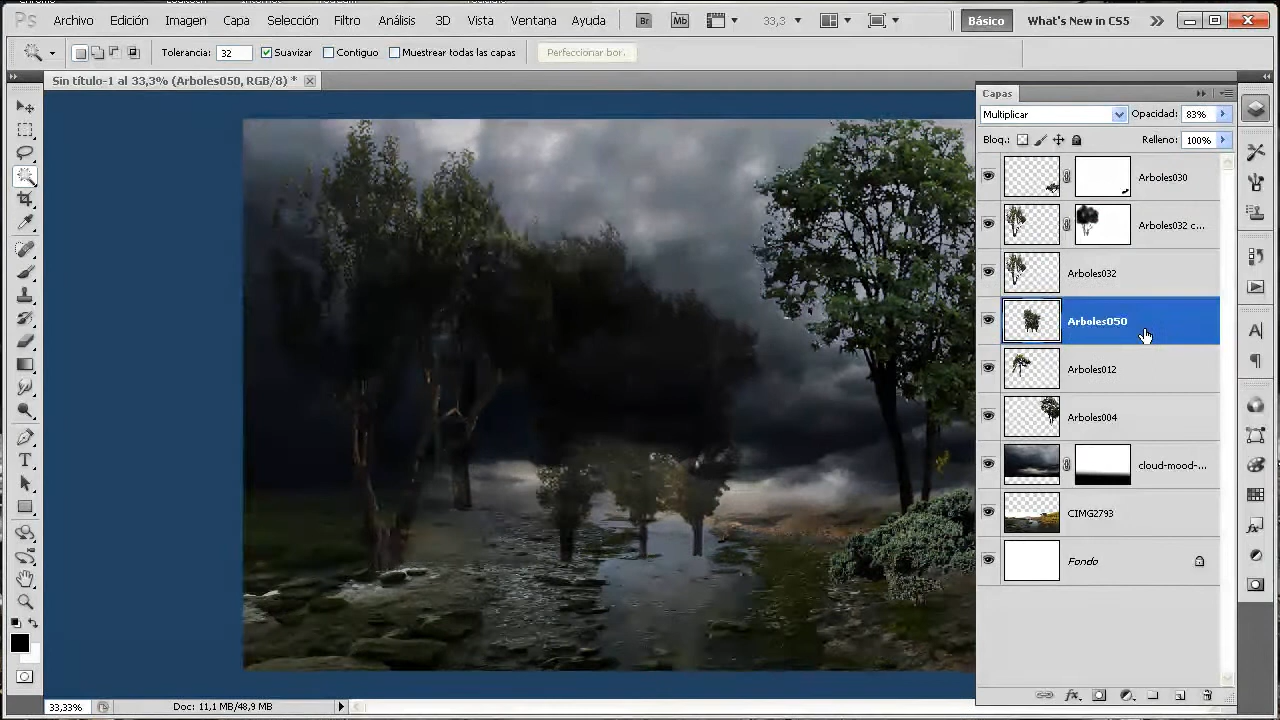 Ps Archivo Edición Imagen Capa Selección Filtro Análisis 3D Vista Ventana Ayuda Br Mb 33,3 Básico What's New in CS5
Tolerancia: 32 Suavizar Contiguo Muestrear todas las capas Perfeccionar bor.
Sin título-1 al 33,3% (Arboles050, RGB/8) *
Capas
Multiplicar Opacidad: 83%
Bloq.: Relleno: 100%
Arboles030
Arboles032 c...
Arboles032
Arboles050
Arboles012
Arboles004
cloud-mood-...
CIMG2793
Fondo
33,33% Doc: 11,1 MB/48,9 MB